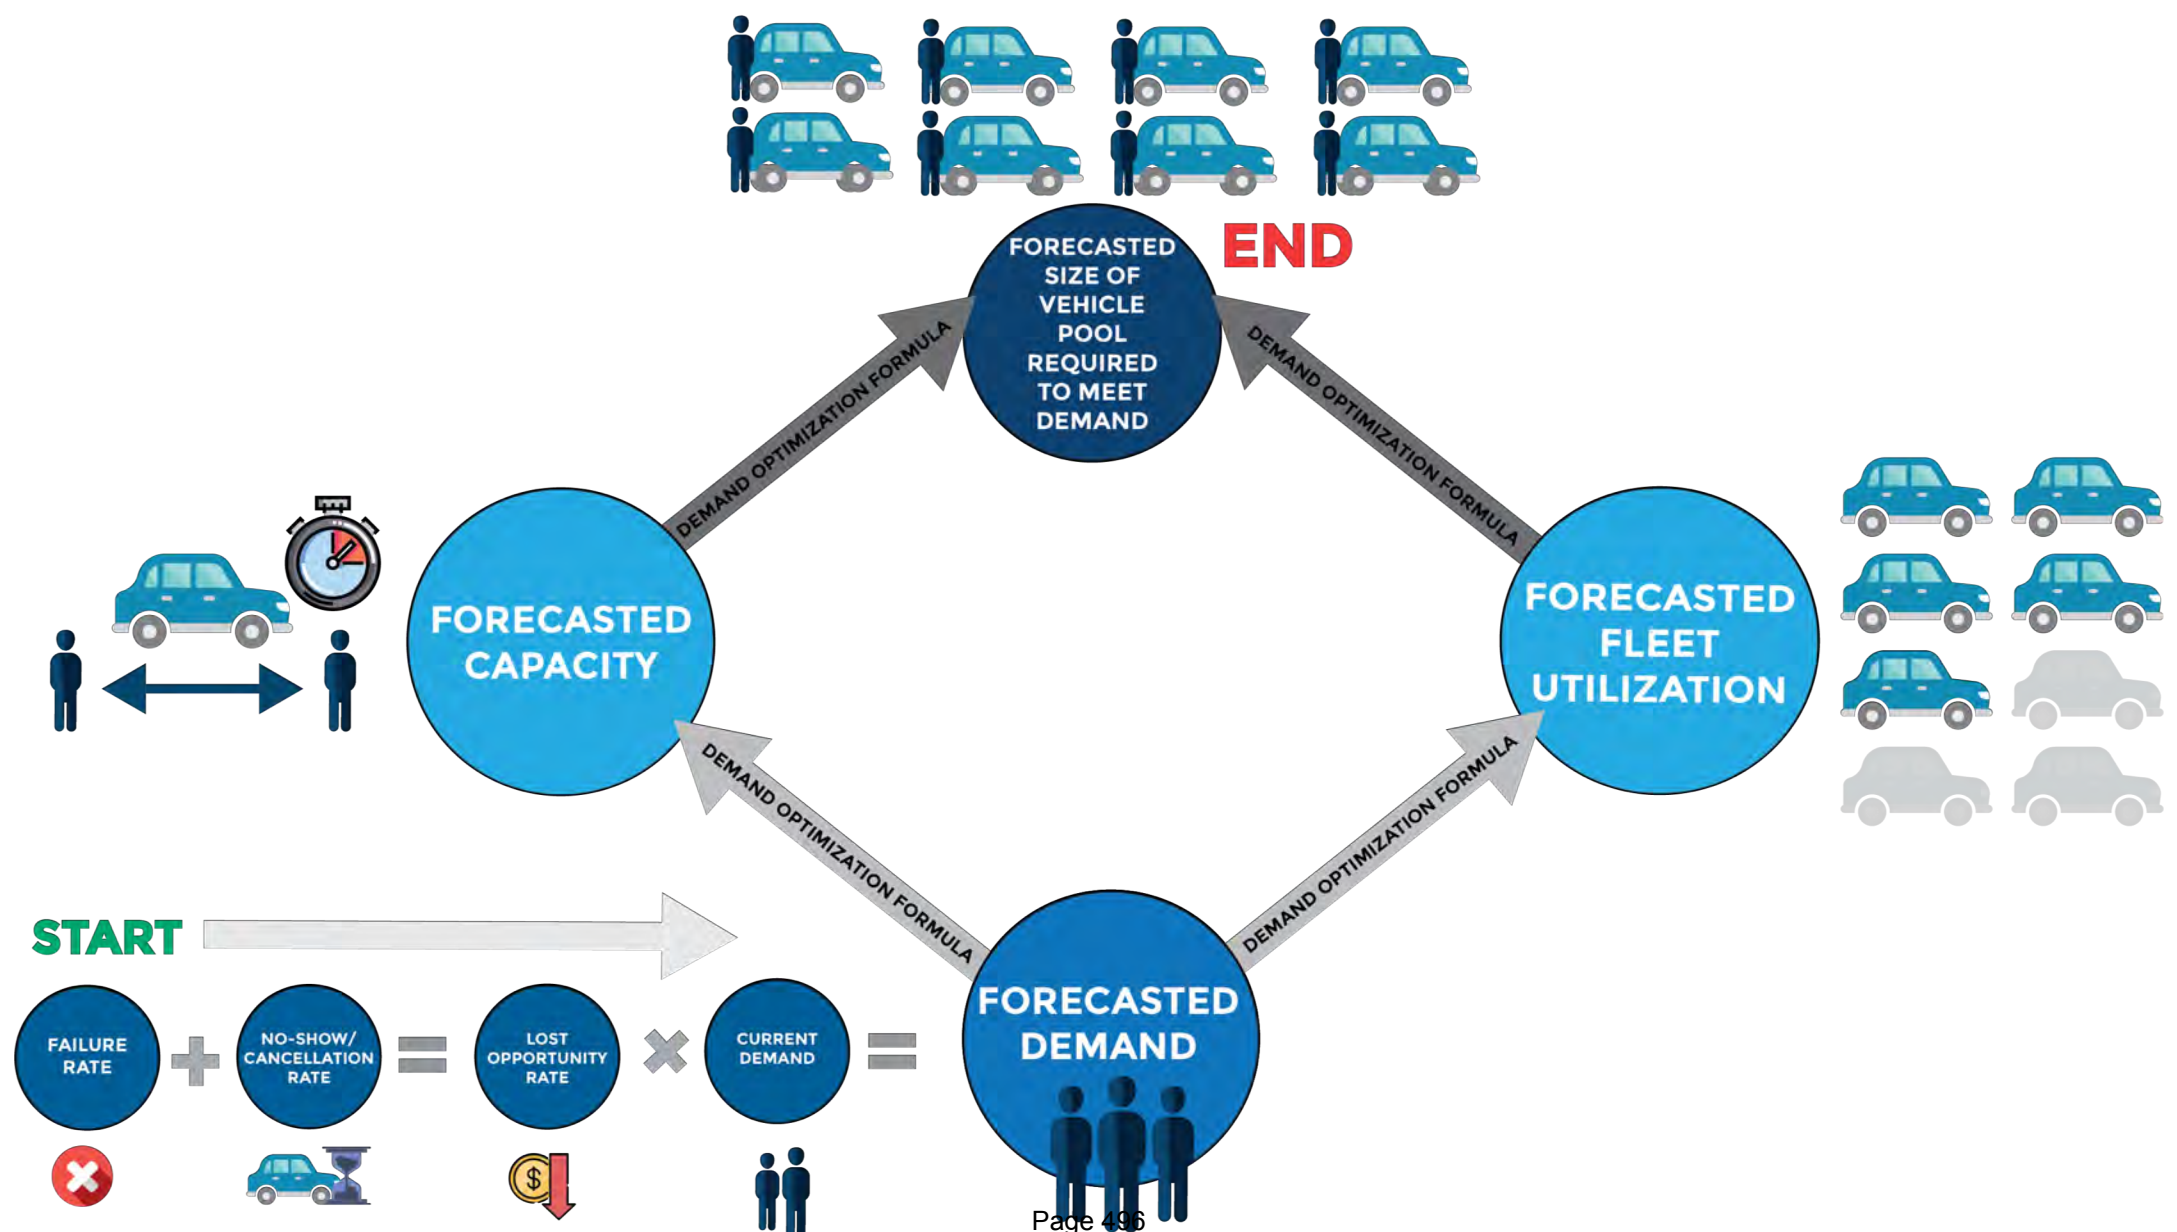 END
FORECASTED
SIZE OF
VEHICLE
POOL
REQUIRED
TO MEET
DEMAND
DEMAND OPTIMIZATION FORMULA
DEMAND OPTIMIZATION FORMULA
FORECASTED
CAPACITY
FORECASTED
FLEET
UTILIZATION
DEMAND OPTIMIZATION FORMULA
DEMAND OPTIMIZATION FORMULA
START
FAILURE
RATE
+
NO-SHOW/
CANCELLATION
RATE
=
LOST
OPPORTUNITY
RATE
×
CURRENT
DEMAND
=
FORECASTED
DEMAND
$
Page 496